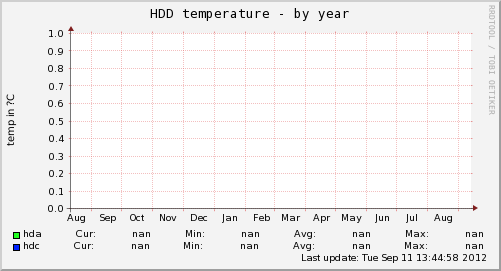 HDD temperature - by year
RRDTOOL / TOBI OETIKER
temp in ?C
1.0
0.9
0.8
0.7
0.6
0.5
0.4
0.3
0.2
0.1
0.0
Aug Sep Oct Nov Dec Jan Feb Mar Apr May Jun Jul Aug
hda Cur: nan Min: nan Avg: nan Max: nan
hdc Cur: nan Min: nan Avg: nan Max: nan
Last update: Tue Sep 11 13:44:58 2012